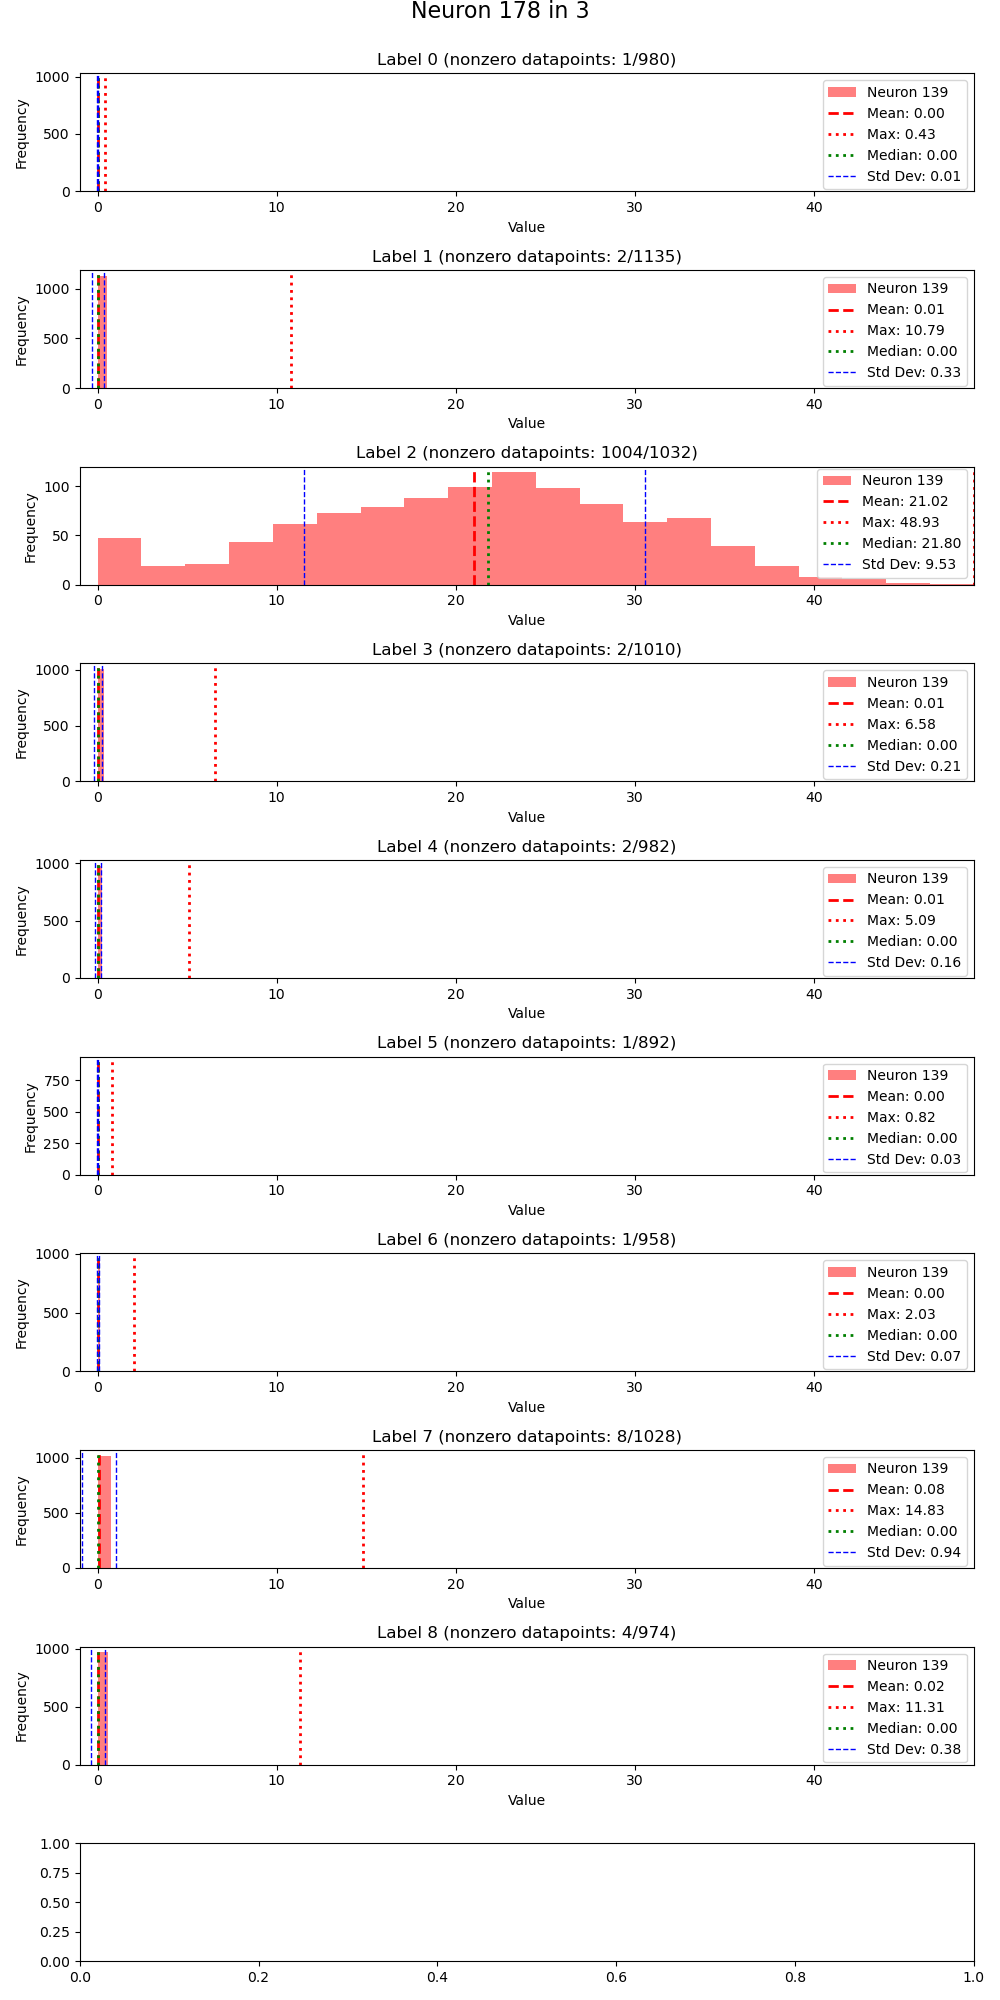 Neuron 178 in 3
Label 0 (nonzero datapoints: 1/980)
Frequency
1000
500
0
Neuron 139
Mean: 0.00
Max: 0.43
Median: 0.00
Std Dev: 0.01
0 10 20 30 40
Value
Label 1 (nonzero datapoints: 2/1135)
Frequency
1000
500
0
Neuron 139
Mean: 0.01
Max: 10.79
Median: 0.00
Std Dev: 0.33
0 10 20 30 40
Value
Label 2 (nonzero datapoints: 1004/1032)
Frequency
100
50
0
Neuron 139
Mean: 21.02
Max: 48.93
Median: 21.80
Std Dev: 9.53
0 10 20 30 40
Value
Label 3 (nonzero datapoints: 2/1010)
Frequency
1000
500
0
Neuron 139
Mean: 0.01
Max: 6.58
Median: 0.00
Std Dev: 0.21
0 10 20 30 40
Value
Label 4 (nonzero datapoints: 2/982)
Frequency
1000
500
0
Neuron 139
Mean: 0.01
Max: 5.09
Median: 0.00
Std Dev: 0.16
0 10 20 30 40
Value
Label 5 (nonzero datapoints: 1/892)
Frequency
750
500
250
0
Neuron 139
Mean: 0.00
Max: 0.82
Median: 0.00
Std Dev: 0.03
0 10 20 30 40
Value
Label 6 (nonzero datapoints: 1/958)
Frequency
1000
500
0
Neuron 139
Mean: 0.00
Max: 2.03
Median: 0.00
Std Dev: 0.07
0 10 20 30 40
Value
Label 7 (nonzero datapoints: 8/1028)
Frequency
1000
500
0
Neuron 139
Mean: 0.08
Max: 14.83
Median: 0.00
Std Dev: 0.94
0 10 20 30 40
Value
Label 8 (nonzero datapoints: 4/974)
Frequency
1000
500
0
Neuron 139
Mean: 0.02
Max: 11.31
Median: 0.00
Std Dev: 0.38
0 10 20 30 40
Value
1.00
0.75
0.50
0.25
0.00
0.0 0.2 0.4 0.6 0.8 1.0